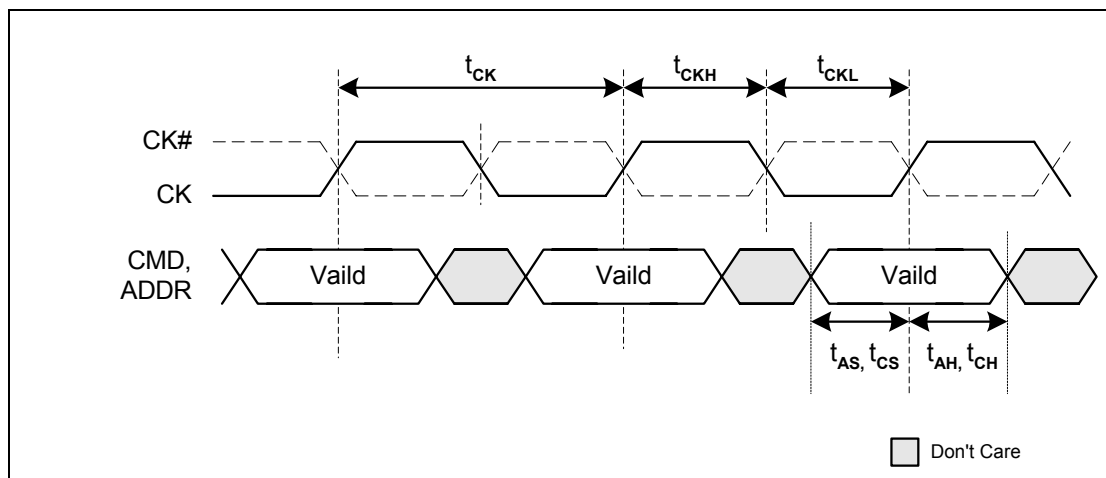 tCK tCKH tCKL
CK#
CK
CMD,
ADDR
Vaild Vaild Vaild
tAS, tCS tAH, tCH
Don't Care